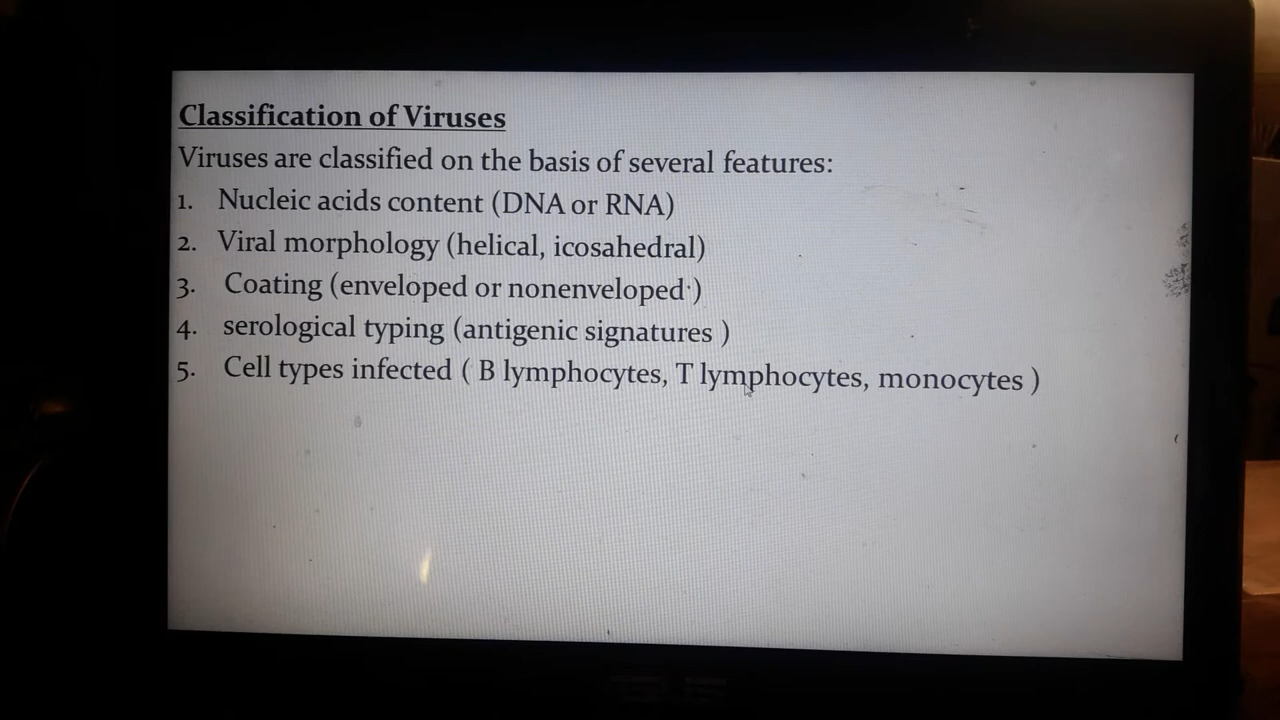 Classification of Viruses
Viruses are classified on the basis of several features:
1. Nucleic acids content (DNA or RNA)
2. Viral morphology (helical, icosahedral)
3. Coating (enveloped or nonenveloped·)
4. serological typing (antigenic signatures )
5. Cell types infected ( B lymphocytes, T lymphocytes, monocytes )